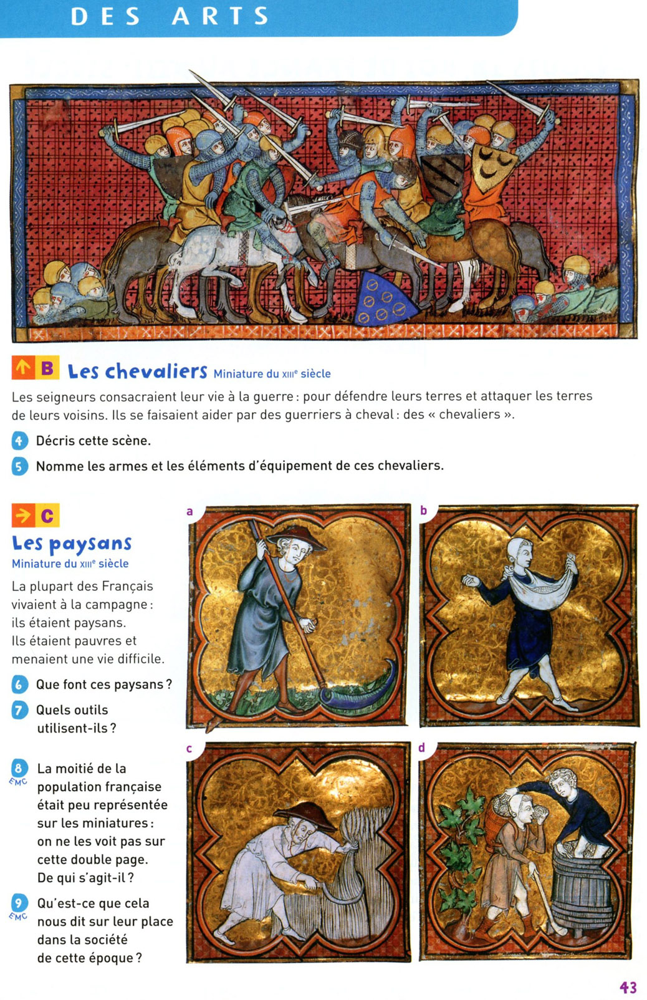 DES ARTS
B Les chevaliers Miniature du XIIIe siècle
Les seigneurs consacraient leur vie à la guerre : pour défendre leurs terres et attaquer les terres
de leurs voisins. Ils se faisaient aider par des guerriers à cheval : des « chevaliers ».
4 Décris cette scène.
5 Nomme les armes et les éléments d'équipement de ces chevaliers.
C
Les paysans
Miniature du XIIIe siècle
La plupart des Français
vivaient à la campagne :
ils étaient paysans.
Ils étaient pauvres et
menaient une vie difficile.
6 Que font ces paysans ?
7 Quels outils
utilisent-ils ?
8 La moitié de la
EMC
population française
était peu représentée
sur les miniatures :
on ne les voit pas sur
cette double page.
De qui s'agit-il ?
9 Qu'est-ce que cela
EMC
nous dit sur leur place
dans la société
de cette époque ?
a
b
c
d
43